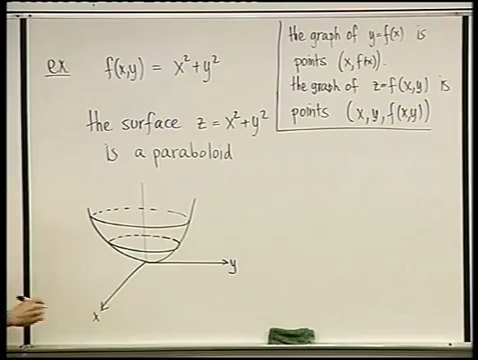 ex f(x,y) = x² + y²
the surface z = x² + y²
is a paraboloid
the graph of y=f(x) is
points (x, f(x)).
the graph of z=f(x,y) is
points (x, y, f(x,y))
y
x